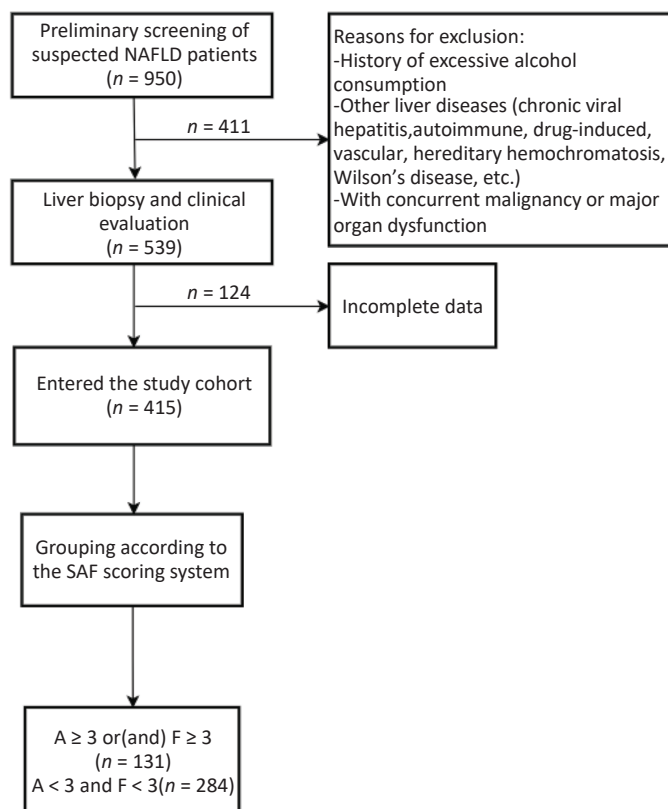 Preliminary screening of
suspected NAFLD patients
(n = 950)
Reasons for exclusion:
-History of excessive alcohol
consumption
-Other liver diseases (chronic viral
hepatitis,autoimmune, drug-induced,
vascular, hereditary hemochromatosis,
Wilson’s disease, etc.)
-With concurrent malignancy or major
organ dysfunction
n = 411
Liver biopsy and clinical
evaluation
(n = 539)
n = 124
Incomplete data
Entered the study cohort
(n = 415)
Grouping according to
the SAF scoring system
A ≥ 3 or(and) F ≥ 3
(n = 131)
A < 3 and F < 3(n = 284)